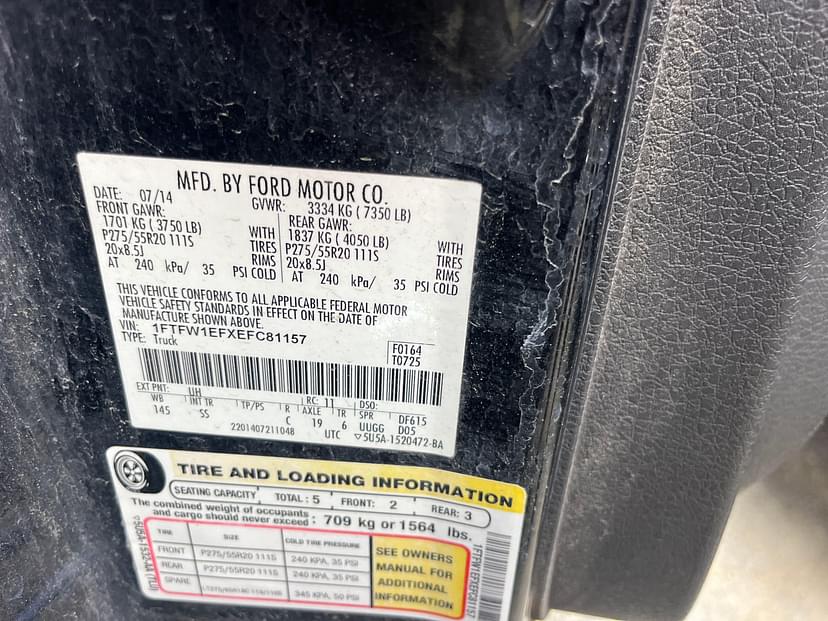 MFD. BY FORD MOTOR CO.
DATE: 07/14 GVWR: 3334 KG ( 7350 LB)
FRONT GAWR: REAR GAWR:
1701 KG ( 3750 LB) WITH 1837 KG ( 4050 LB) WITH
P275/55R20 111S TIRES P275/55R20 111S TIRES
20x8.5J RIMS 20x8.5J RIMS
AT 240 kPa/ 35 PSI COLD AT 240 kPa/ 35 PSI COLD
THIS VEHICLE CONFORMS TO ALL APPLICABLE FEDERAL MOTOR
VEHICLE SAFETY STANDARDS IN EFFECT ON THE DATE OF
MANUFACTURE SHOWN ABOVE.
VIN: 1FTFW1EFXEFC81157
TYPE: Truck
F0164
T0725
EXT PNT: UH RC: 11 DSO:
WB INT TR TP/PS R AXLE TR SPR DF615
145 SS C 19 6 UUGG D05
2201407211048 UTC ▽5U5A-1520472-BA
TIRE AND LOADING INFORMATION
SEATING CAPACITY TOTAL: 5 FRONT: 2 REAR: 3
The combined weight of occupants
and cargo should never exceed: 709 kg or 1564 lbs.
TIRE SIZE COLD TIRE PRESSURE
FRONT P275/55R20 111S 240 KPA, 35 PSI
REAR P275/55R20 111S 240 KPA, 35 PSI
SPARE 345 KPA, 50 PSI
SEE OWNERS
MANUAL FOR
ADDITIONAL
INFORMATION
1FTFW1EFXEFC81157